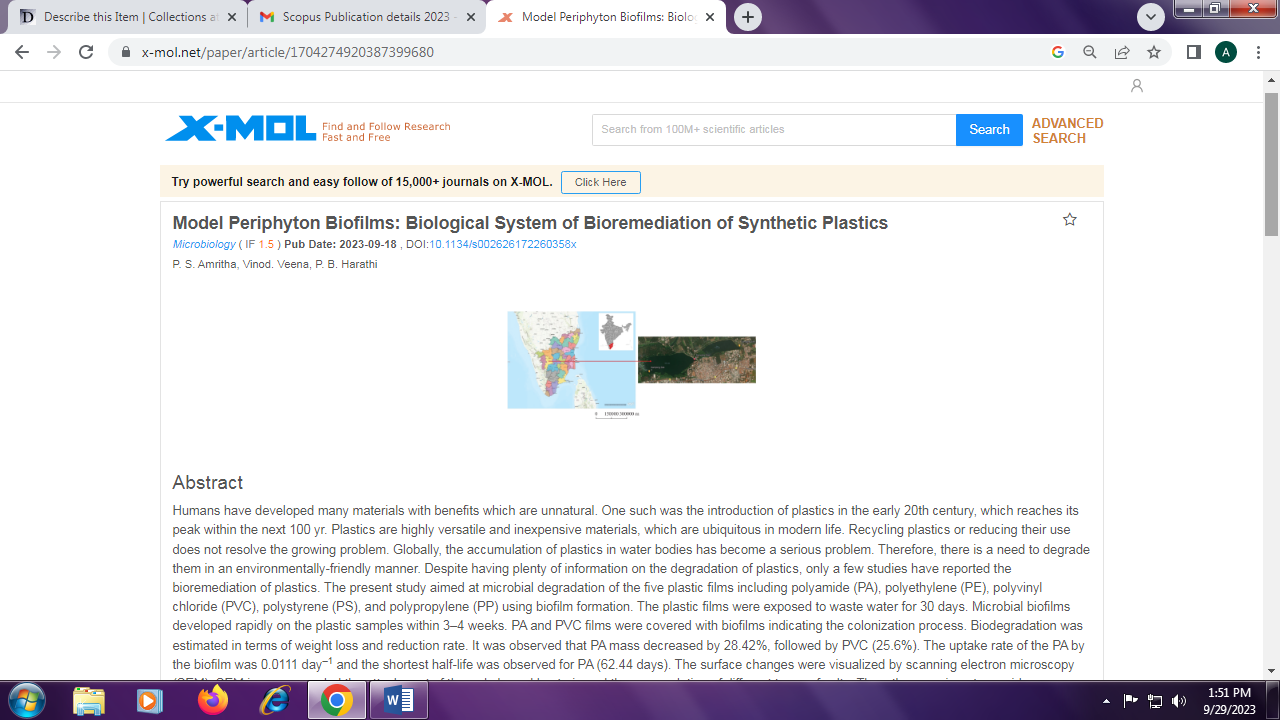 Describe this Item | Collections at
Scopus Publication details 2023 -
Model Periphyton Biofilms: Biolo
x-mol.net/paper/article/1704274920387399680
A
X-MOL Find and Follow Research
Fast and Free
Search from 100M+ scientific articles
Search
ADVANCED
SEARCH
Try powerful search and easy follow of 15,000+ journals on X-MOL.
Click Here
Model Periphyton Biofilms: Biological System of Bioremediation of Synthetic Plastics
Microbiology ( IF 1.5 ) Pub Date: 2023-09-18 , DOI:10.1134/s002626172260358x
P. S. Amritha, Vinod. Veena, P. B. Harathi
Abstract
Humans have developed many materials with benefits which are unnatural. One such was the introduction of plastics in the early 20th century, which reaches its
peak within the next 100 yr. Plastics are highly versatile and inexpensive materials, which are ubiquitous in modern life. Recycling plastics or reducing their use
does not resolve the growing problem. Globally, the accumulation of plastics in water bodies has become a serious problem. Therefore, there is a need to degrade
them in an environmentally-friendly manner. Despite having plenty of information on the degradation of plastics, only a few studies have reported the
bioremediation of plastics. The present study aimed at microbial degradation of the five plastic films including polyamide (PA), polyethylene (PE), polyvinyl
chloride (PVC), polystyrene (PS), and polypropylene (PP) using biofilm formation. The plastic films were exposed to waste water for 30 days. Microbial biofilms
developed rapidly on the plastic samples within 3–4 weeks. PA and PVC films were covered with biofilms indicating the colonization process. Biodegradation was
estimated in terms of weight loss and reduction rate. It was observed that PA mass decreased by 28.42%, followed by PVC (25.6%). The uptake rate of the PA by
the biofilm was 0.0111 day⁻¹ and the shortest half-life was observed for PA (62.44 days). The surface changes were visualized by scanning electron microscopy
1:51 PM
9/29/2023